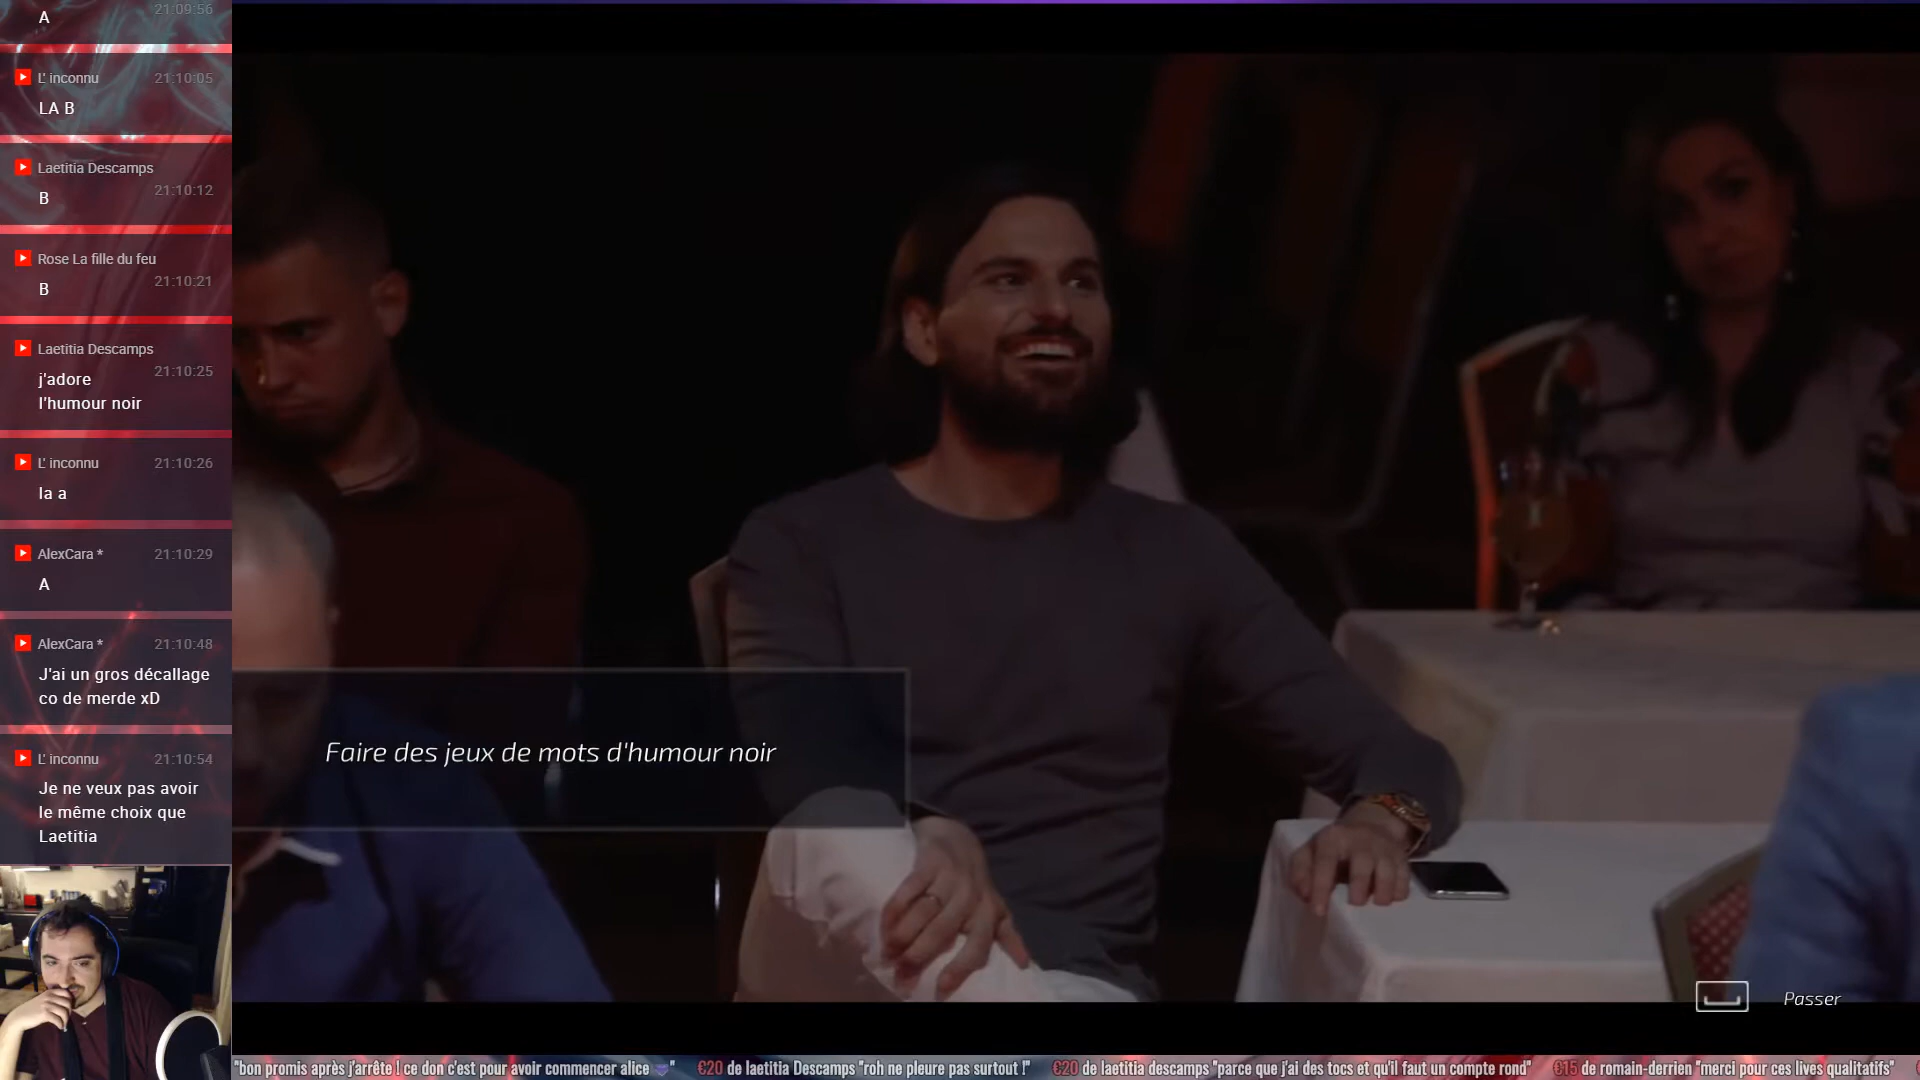 A
21:09:56
L' inconnu 21:10:05
LA B
Laetitia Descamps
21:10:12
B
Rose La fille du feu
21:10:21
B
Laetitia Descamps
21:10:25
j'adore
l'humour noir
L' inconnu 21:10:26
la a
AlexCara * 21:10:29
A
AlexCara * 21:10:48
J'ai un gros décallage
co de merde xD
L' inconnu 21:10:54
Je ne veux pas avoir
le même choix que
Laetitia
Faire des jeux de mots d'humour noir
Passer
"bon promis après j'arrête ! ce don c'est pour avoir commencer alice 💜" €20 de laetitia Descamps "roh ne pleure pas surtout !" €20 de laetitia descamps "parce que j'ai des tocs et qu'il faut un compte rond" €15 de romain-derrien "merci pour ces lives qualitatifs"